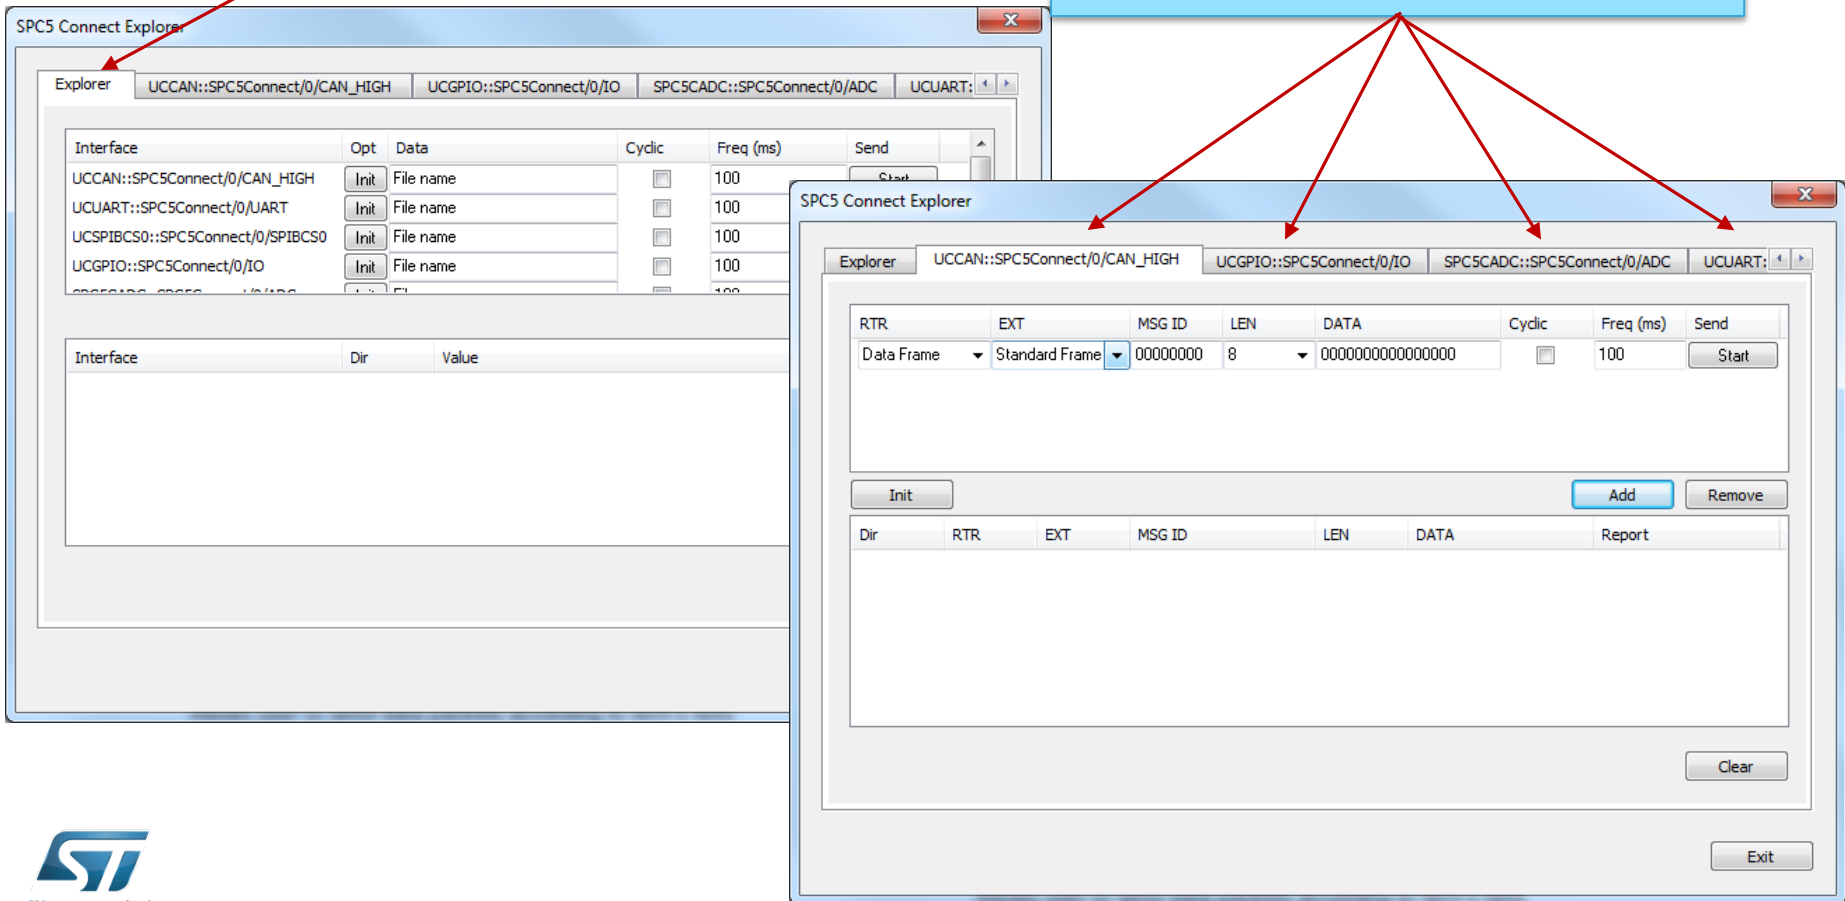 SPC5 Connect Explorer
Explorer UCCAN::SPC5Connect/0/CAN_HIGH UCGPIO::SPC5Connect/0/IO SPC5CADC::SPC5Connect/0/ADC UCUART:
Interface Opt Data Cyclic Freq (ms) Send
UCCAN::SPC5Connect/0/CAN_HIGH Init File name 100 Start
UCUART::SPC5Connect/0/UART Init File name 100
UCSPIBCS0::SPC5Connect/0/SPIBCS0 Init File name 100
UCGPIO::SPC5Connect/0/IO Init File name 100
Interface Dir Value
SPC5 Connect Explorer
Explorer UCCAN::SPC5Connect/0/CAN_HIGH UCGPIO::SPC5Connect/0/IO SPC5CADC::SPC5Connect/0/ADC UCUART:
RTR EXT MSG ID LEN DATA Cyclic Freq (ms) Send
Data Frame Standard Frame 00000000 8 0000000000000000 100 Start
Init Add Remove
Dir RTR EXT MSG ID LEN DATA Report
Clear
Exit
ST